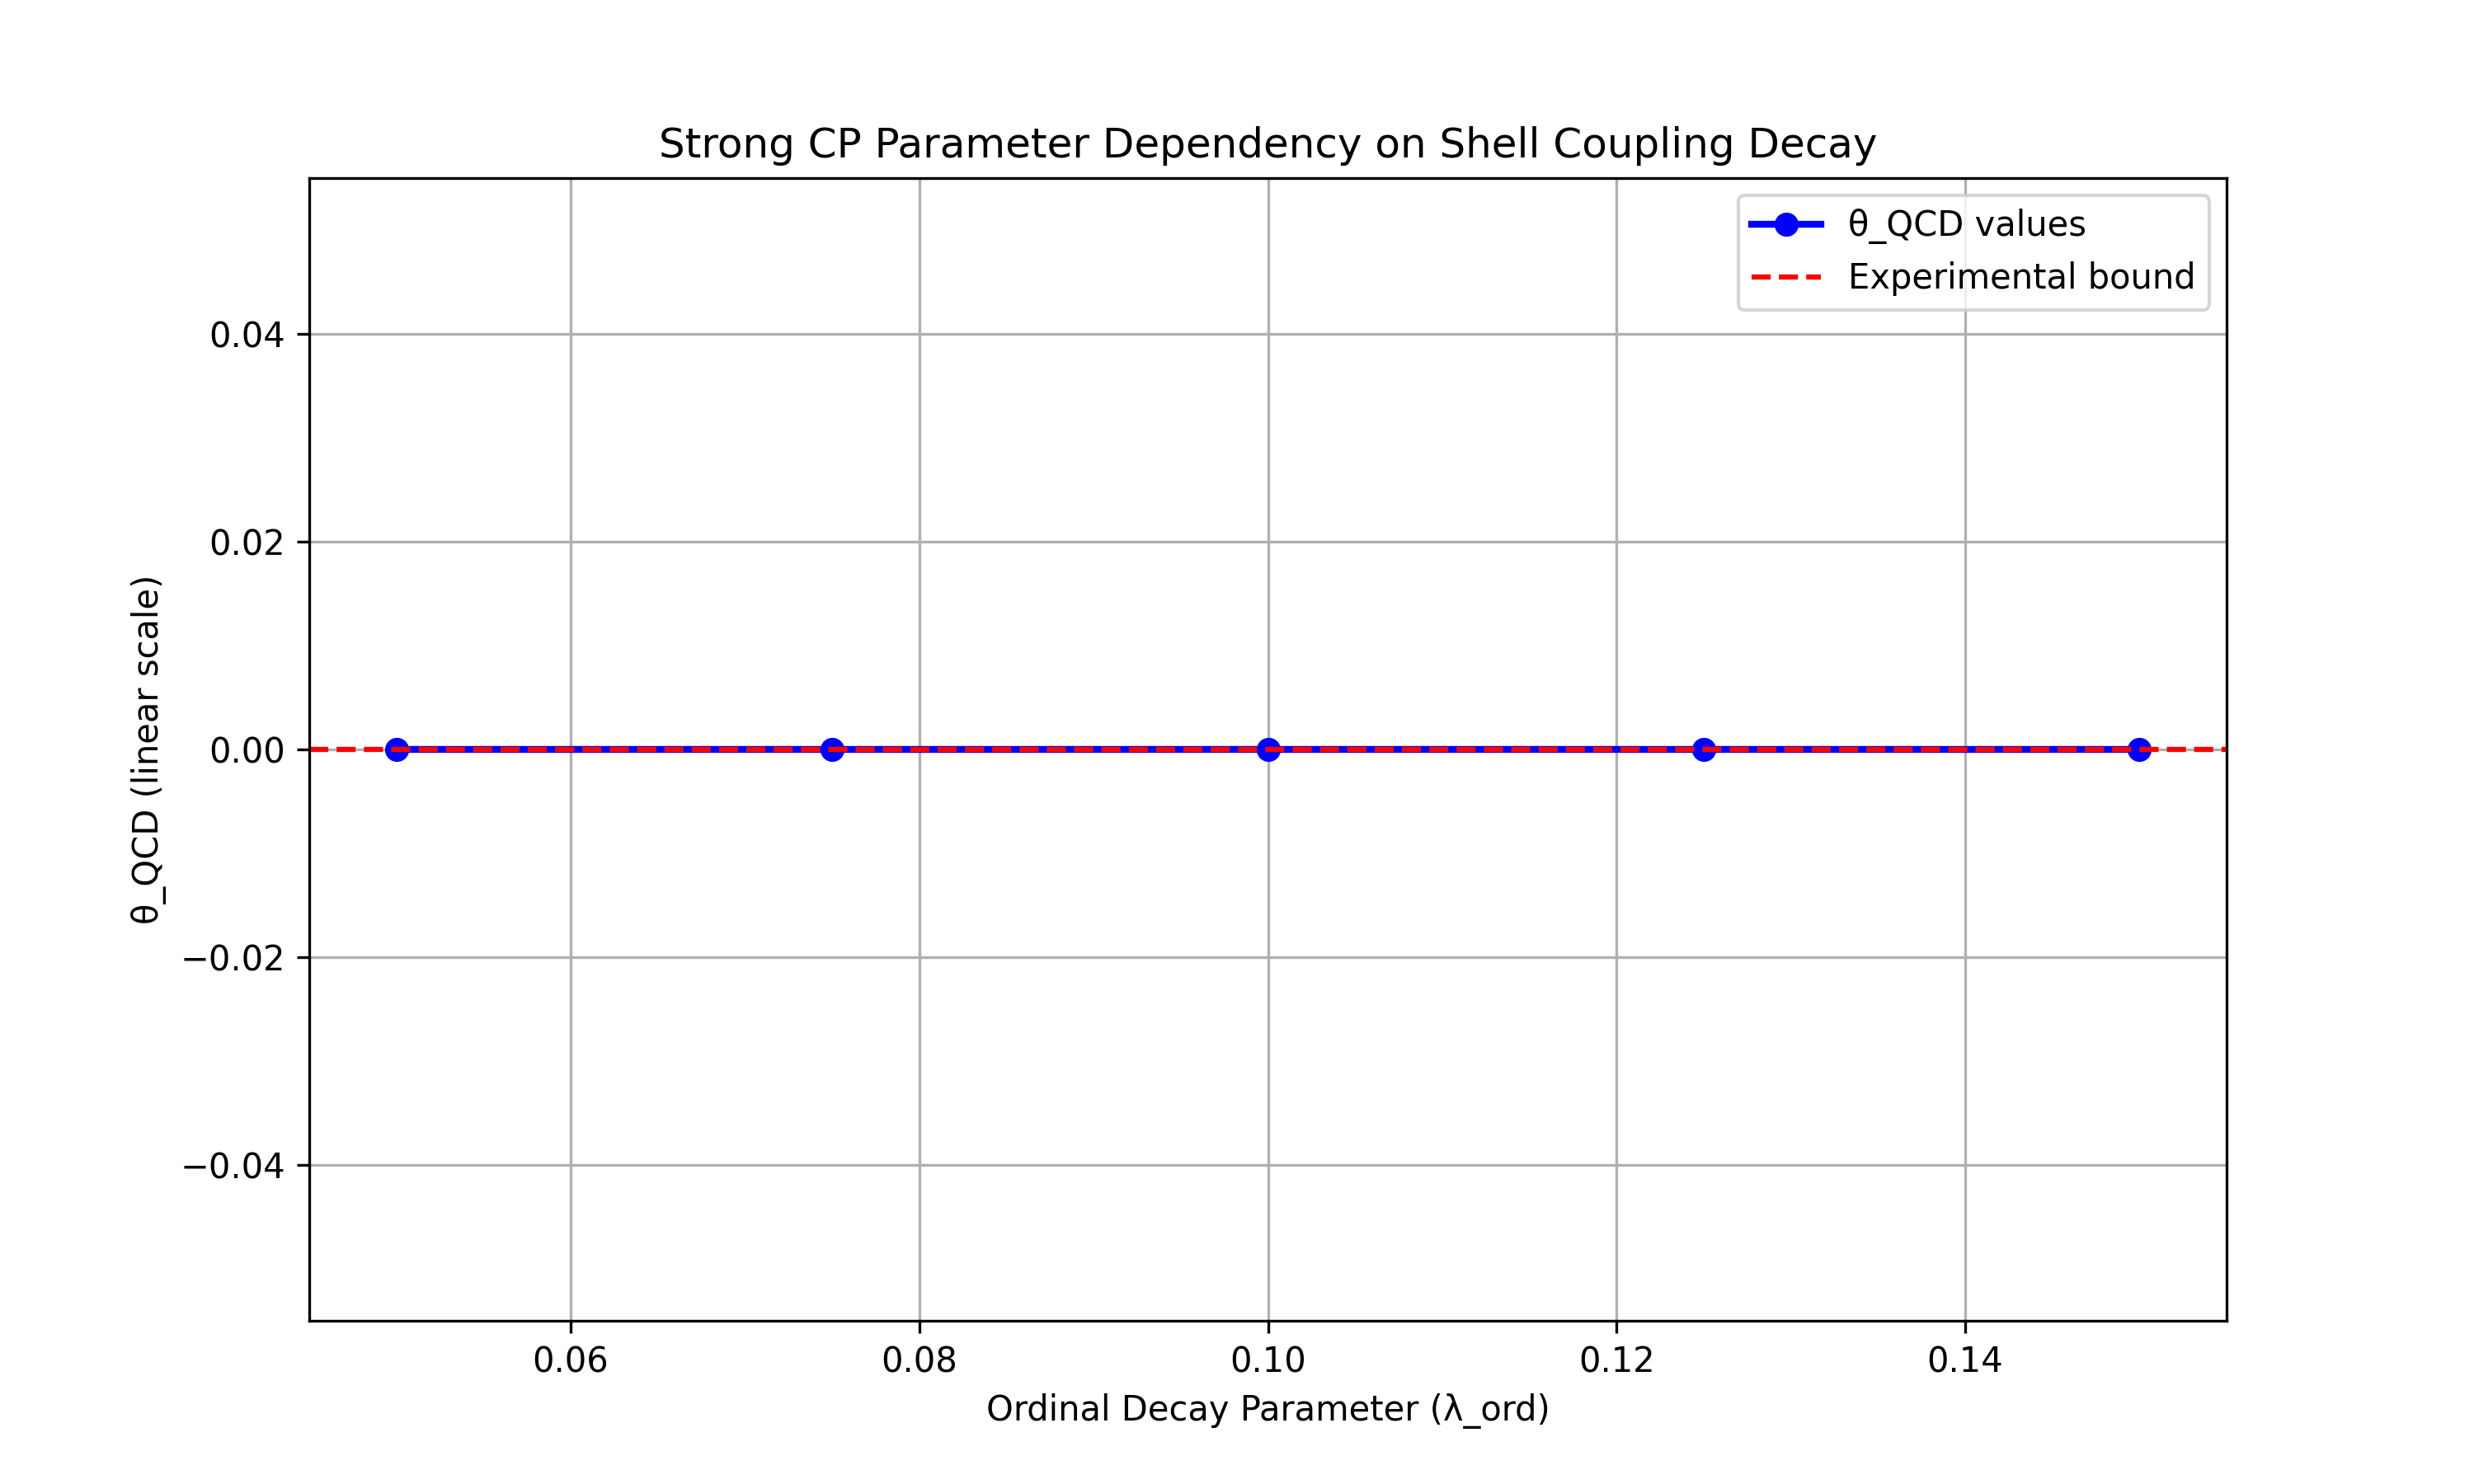 Strong CP Parameter Dependency on Shell Coupling Decay
θ_QCD values
Experimental bound
0.04
0.02
0.00
−0.02
−0.04
θ_QCD (linear scale)
0.06
0.08
0.10
0.12
0.14
Ordinal Decay Parameter (λ_ord)